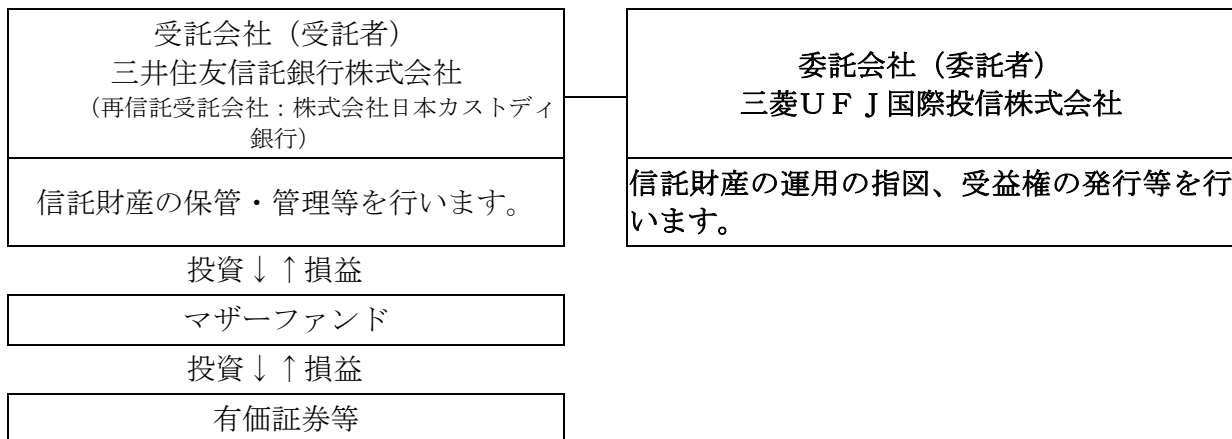 受託会社（受託者）
三井住友信託銀行株式会社
（再信託受託会社：株式会社日本カストディ
銀行）
信託財産の保管・管理等を行います。
委託会社（委託者）
三菱ＵＦＪ国際投信株式会社
信託財産の運用の指図、受益権の発行等を行
います。
投資↓↑損益
マザーファンド
投資↓↑損益
有価証券等